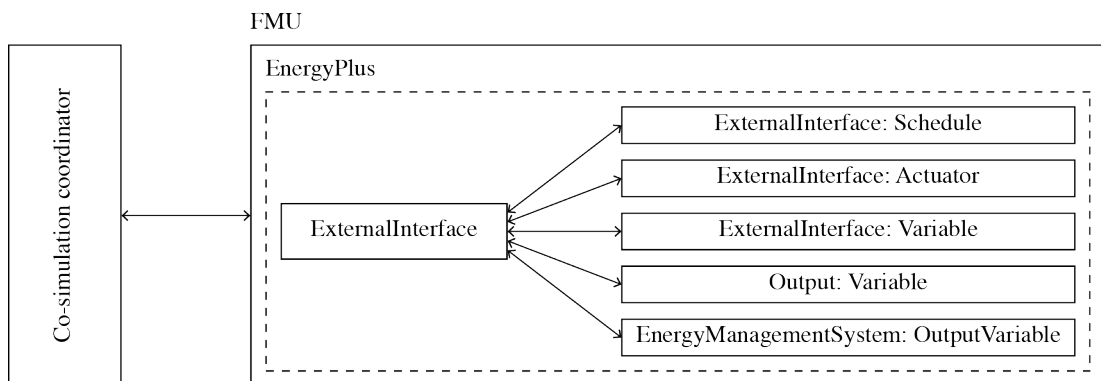 FMU
EnergyPlus
Co-simulation coordinator
ExternalInterface
ExternalInterface: Schedule
ExternalInterface: Actuator
ExternalInterface: Variable
Output: Variable
EnergyManagementSystem: OutputVariable